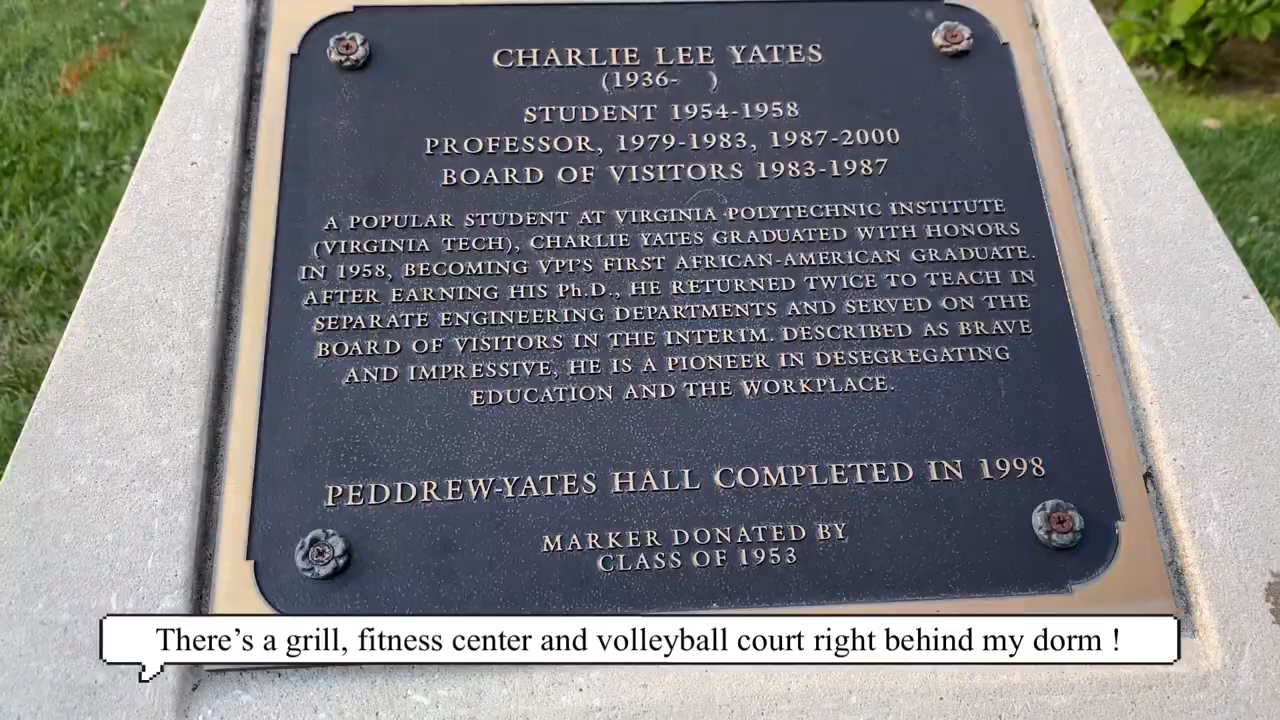 CHARLIE LEE YATES
(1936-   )
STUDENT 1954-1958
PROFESSOR, 1979-1983, 1987-2000
BOARD OF VISITORS 1983-1987
A POPULAR STUDENT AT VIRGINIA POLYTECHNIC INSTITUTE
(VIRGINIA TECH), CHARLIE YATES GRADUATED WITH HONORS
IN 1958, BECOMING VPI'S FIRST AFRICAN-AMERICAN GRADUATE.
AFTER EARNING HIS Ph.D., HE RETURNED TWICE TO TEACH IN
SEPARATE ENGINEERING DEPARTMENTS AND SERVED ON THE
BOARD OF VISITORS IN THE INTERIM. DESCRIBED AS BRAVE
AND IMPRESSIVE, HE IS A PIONEER IN DESEGREGATING
EDUCATION AND THE WORKPLACE.
PEDDREW-YATES HALL COMPLETED IN 1998
MARKER DONATED BY
CLASS OF 1953
There's a grill, fitness center and volleyball court right behind my dorm !